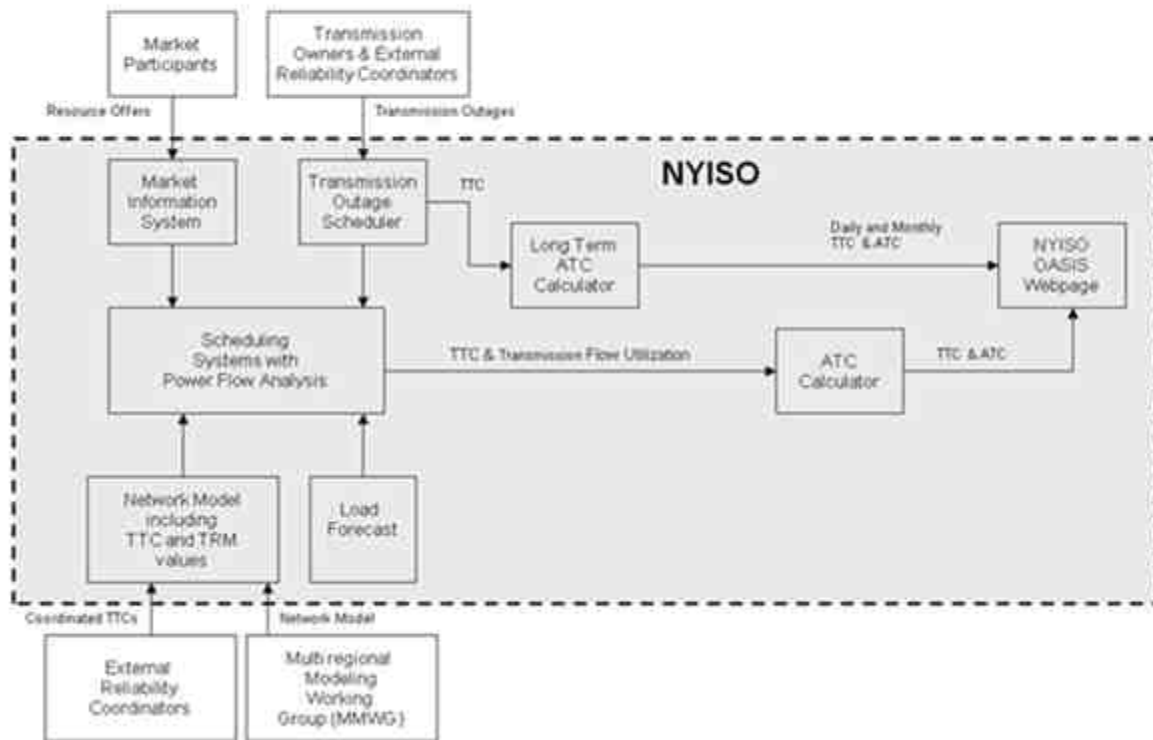 Market
Participants
Transmission
Owners & External
Reliability Coordinators
Resource Offers
Transmission Outages
NYISO
Market
Information
System
Transmission
Outage
Scheduler
TTC
Long Term
ATC
Calculator
Daily and Monthly
TTC & ATC
NYISO
OASIS
Webpage
Scheduling
Systems with
Power Flow Analysis
TTC & Transmission Flow Utilization
ATC
Calculator
TTC & ATC
Network Model
including
TTC and TRM
values
Load
Forecast
Coordinated TTCs
Network Model
External
Reliability
Coordinators
Multi regional
Modeling
Working
Group (MMWG)